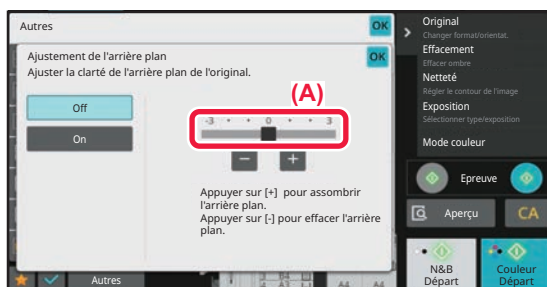 Autres
OK
Ajustement de l'arrière plan
OK
Ajuster la clarté de l'arrière plan de l'original.
(A)
Off
On
-3 • • 0 • • 3
− +
Appuyer sur [+] pour assombrir
l'arrière plan.
Appuyer sur [-] pour effacer l'arrière
plan.
Autres
Original
Changer format/orientat.
Effacement
Effacer ombre
Netteté
Régler le contour de l'image
Exposition
Sélectionner type/exposition
Mode couleur
Epreuve
Aperçu
CA
N&B
Départ
Couleur
Départ